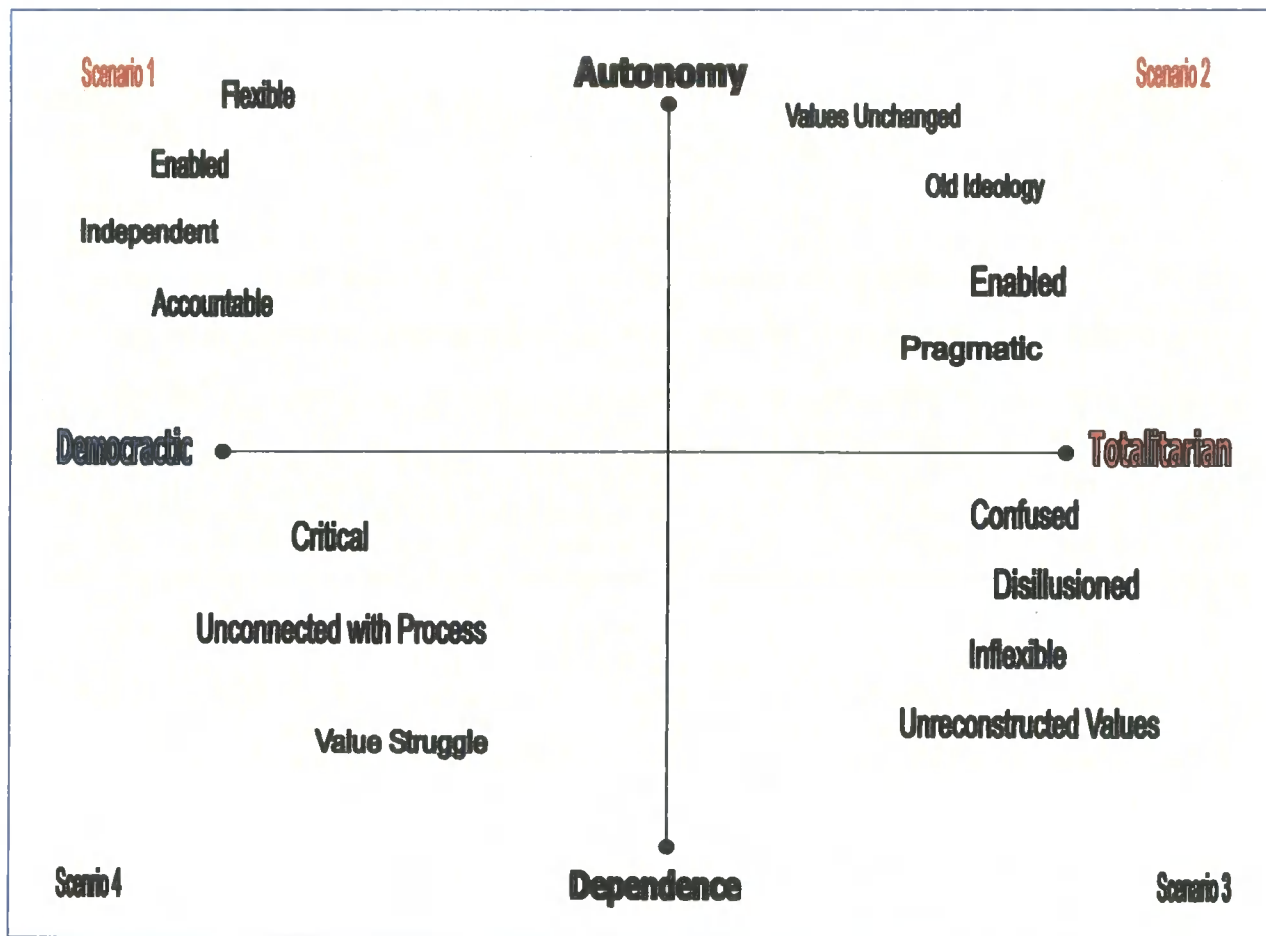 Scenario 1
Autonomy
Scenario 2
Flexible
Values Unchanged
Enabled
Old Ideology
Independent
Enabled
Accountable
Pragmatic
Democractic
Totallitarian
Critical
Confused
Disillusioned
Unconnected with Process
Inflexible
Unreconstructed Values
Value Struggle
Scenrio 4
Dependence
Scenario 3